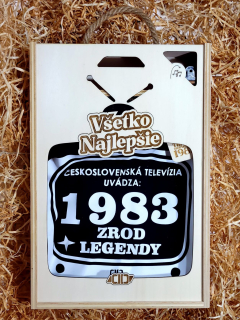 Všetko
Najlepšie
ČESKOSLOVENSKÁ TELEVÍZIA
UVÁDZA:
1983
ZROD
LEGENDY